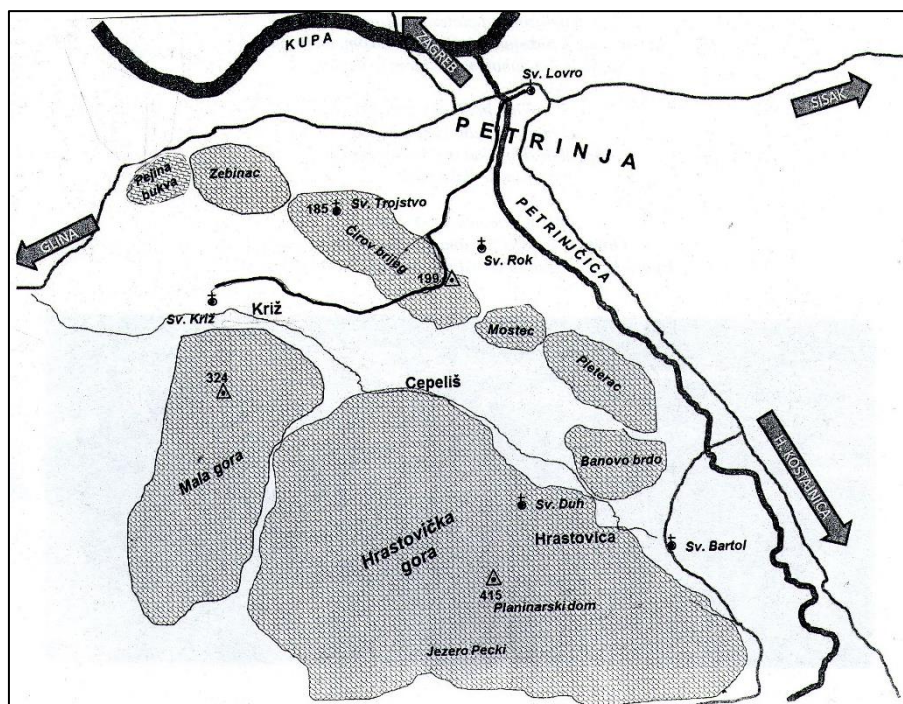 KUPA
ZAGREB
Sv. Lovro
SISAK
PETRINJA
Pejina
bukva
Zebinac
185
Sv. Trojstvo
Cirov brijeg
PETRINJČICA
GLINA
Sv. Rok
199
Sv. Križ
Križ
Mostec
324
Cepeliš
Pleterac
Mala gora
Banovo brdo
H. KOSTAJNICA
Hrastovička
gora
Sv. Duh
Hrastovica
Sv. Bartol
415
Planinarski dom
Jezero Pecki